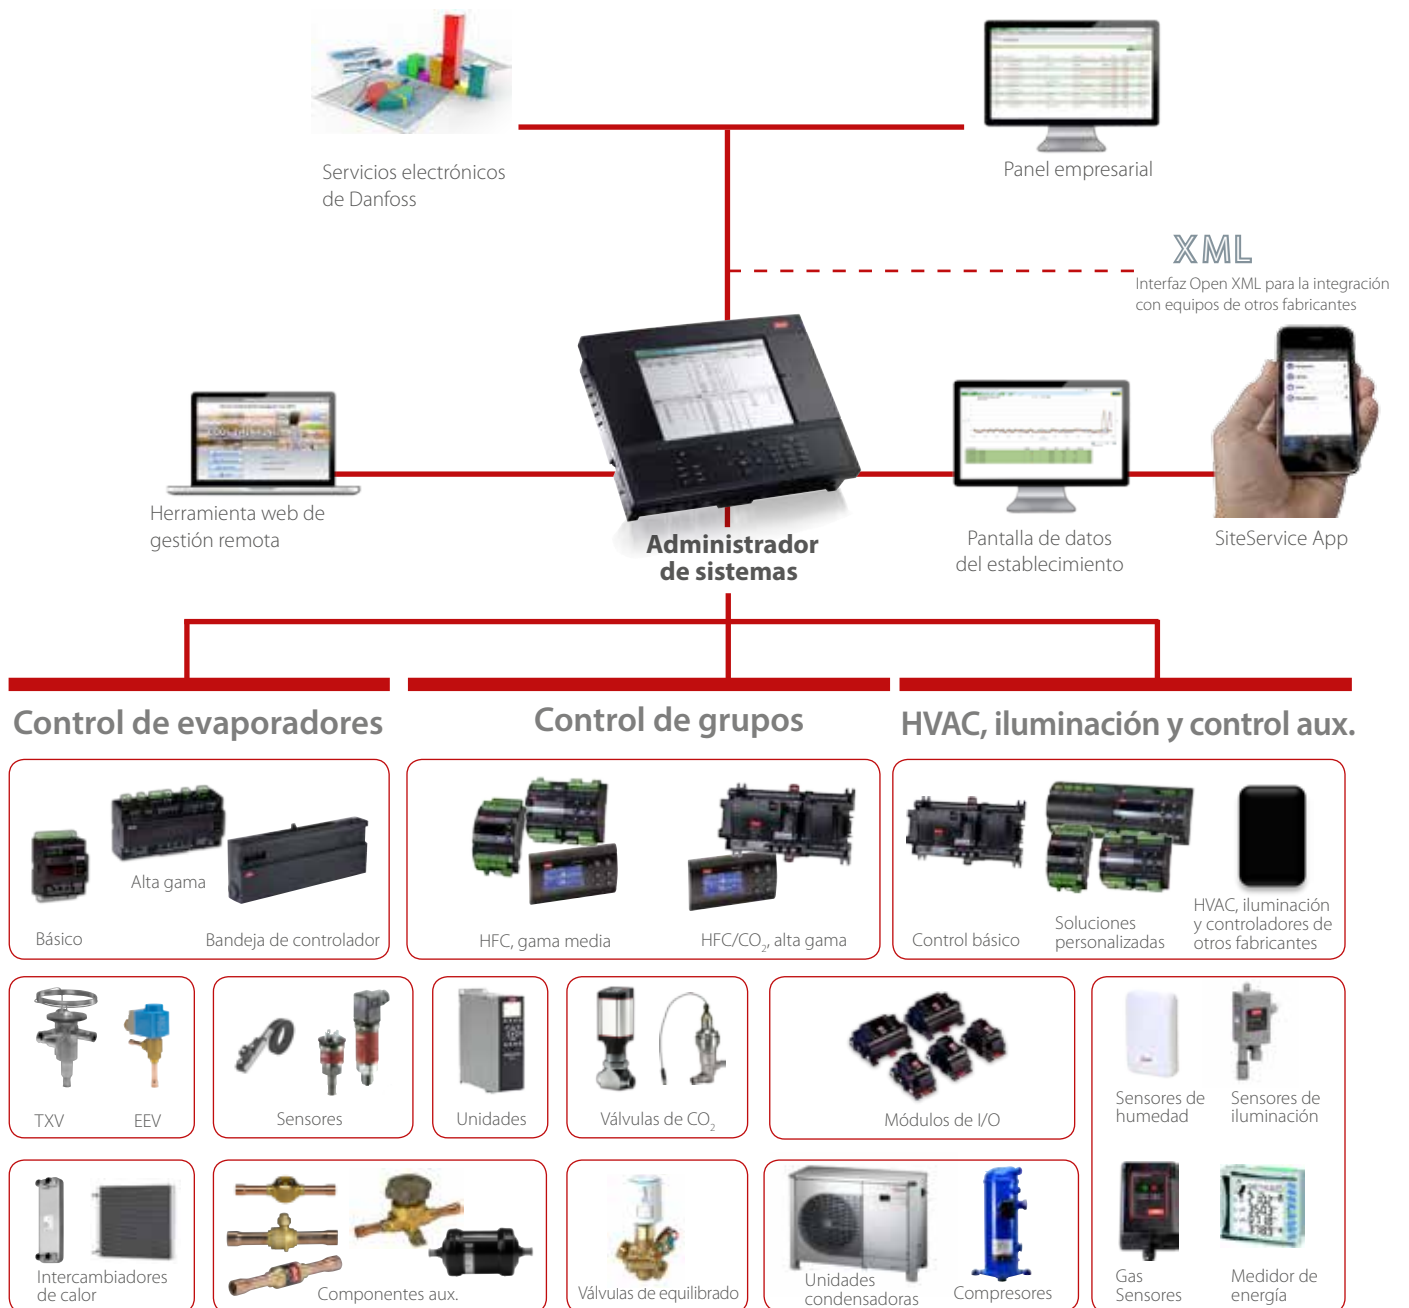 Servicios electrónicos
de Danfoss
Panel empresarial
XML
Interfaz Open XML para la integración
con equipos de otros fabricantes
Herramienta web de
gestión remota
Administrador
de sistemas
Pantalla de datos
del establecimiento
SiteService App
Control de evaporadores
Control de grupos
HVAC, iluminación y control aux.
Básico
Alta gama
Bandeja de controlador
HFC, gama media
HFC/CO₂, alta gama
Control básico
Soluciones
personalizadas
HVAC, iluminación
y controladores de
otros fabricantes
TXV
EEV
Sensores
Unidades
Válvulas de CO₂
Módulos de I/O
Sensores de
humedad
Sensores de
iluminación
Intercambiadores
de calor
Componentes aux.
Válvulas de equilibrado
Unidades
condensadoras
Compresores
Gas
Sensores
Medidor de
energía